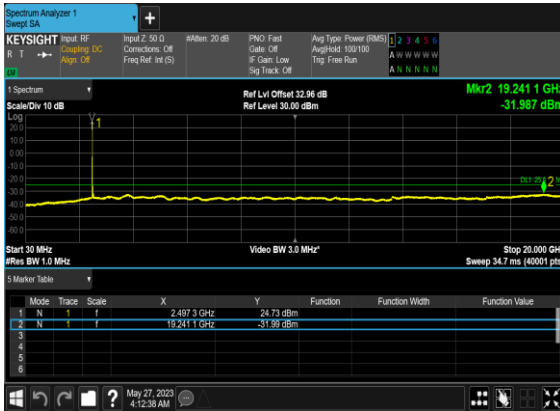 Spectrum Analyzer 1
Swept SA
+
KEYSIGHT Input: RF Input Z: 50 Ω #Atten: 20 dB PNO: Fast Avg Type: Power (RMS) 1 2 3 4 5 6
R T Coupling: DC Corrections: Off Gate: Off Avg|Hold: 100/100 A W W W W W
Align: Off Freq Ref: Int (S) IF Gain: Low Trig: Free Run
Sig Track: Off A N N N N N
1 Spectrum
Ref Lvl Offset 32.96 dB Mkr2 19.241 1 GHz
Scale/Div 10 dB Ref Level 30.00 dBm -31.987 dBm
Log
20.0
10.0
0.00
-10.0
-20.0
-30.0
-40.0
-50.0
-60.0
1
2
Start 30 MHz Video BW 3.0 MHz* Stop 20.000 GH
#Res BW 1.0 MHz Sweep 34.7 ms (40001 pts
5 Marker Table
Mode Trace Scale X Y Function Function Width Function Value
1 N 1 f 2.497 3 GHz 24.73 dBm
2 N 1 f 19.241 1 GHz -31.99 dBm
3
4
5
6
? May 27, 2023
4:12:38 AM